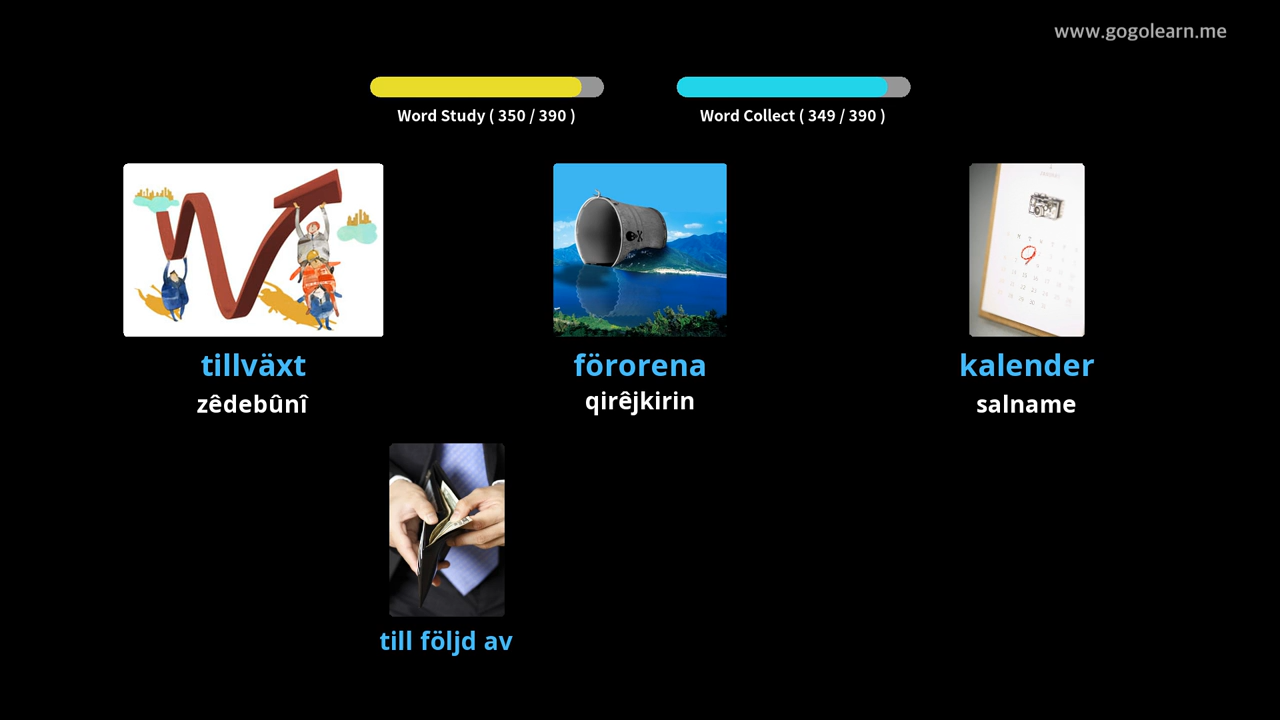 www.gogolearn.me
Word Study ( 350 / 390 )
Word Collect ( 349 / 390 )
tillväxt
zêdebûnî
förorena
qirêjkirin
kalender
salname
till följd av